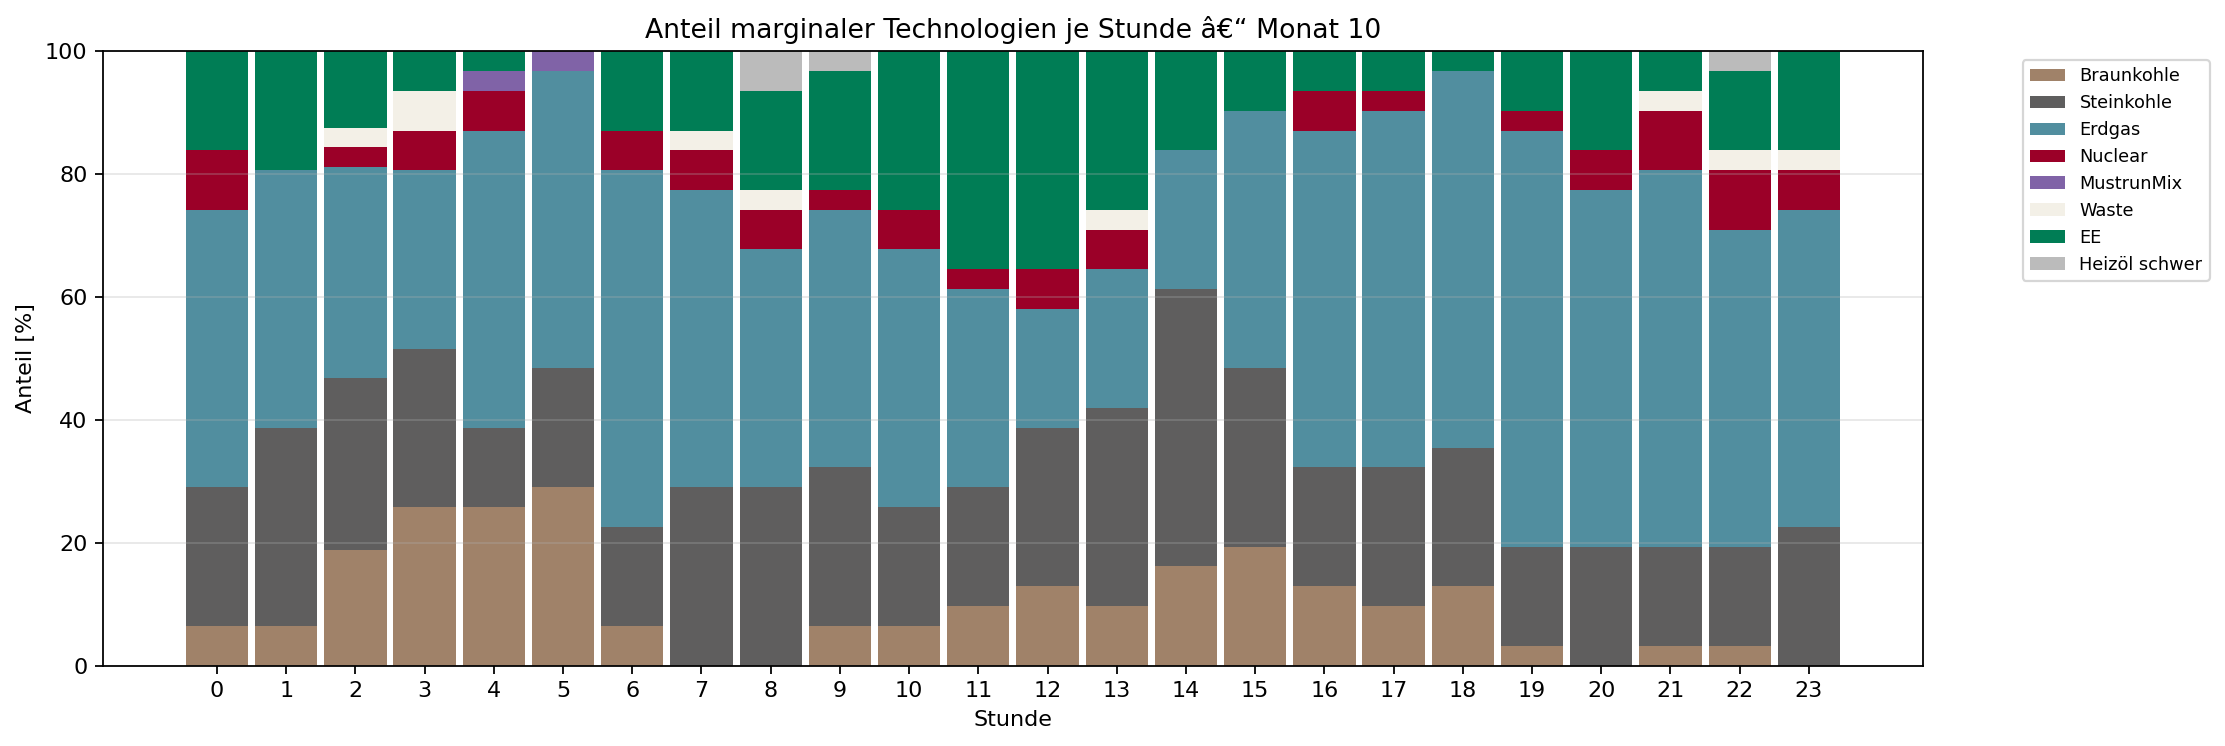 Anteil marginaler Technologien je Stunde â€“ Monat 10
Anteil [%]
100
80
60
40
20
0
0 1 2 3 4 5 6 7 8 9 10 11 12 13 14 15 16 17 18 19 20 21 22 23
Stunde
Braunkohle
Steinkohle
Erdgas
Nuclear
MustrunMix
Waste
EE
Heizöl schwer